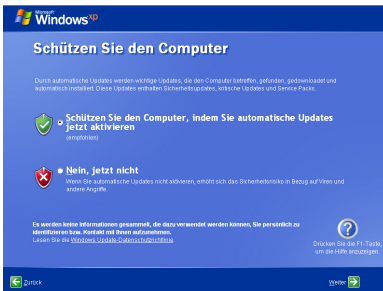 Microsoft
Windows xp
Schützen Sie den Computer
Durch automatische Updates werden wichtige Updates, die den Computer betreffen, gefunden, gedownloadet und
automatisch installiert. Diese Updates enthalten Sicherheitsupdates, kritische Updates und Service Packs.
Schützen Sie den Computer, indem Sie automatische Updates
jetzt aktivieren
(empfohlen)
Nein, jetzt nicht
Wenn Sie automatische Updates nicht aktivieren, erhöht sich das Sicherheitsrisiko in Bezug auf Viren und
andere Angriffe.
Es werden keine Informationen gesammelt, die dazu verwendet werden können, Sie persönlich zu
identifizieren bzw. Kontakt mit Ihnen aufzunehmen.
Lesen Sie die Windows Update-Datenschutzrichtlinie.
Drücken Sie die F1-Taste,
um die Hilfe anzuzeigen.
Zurück
Weiter